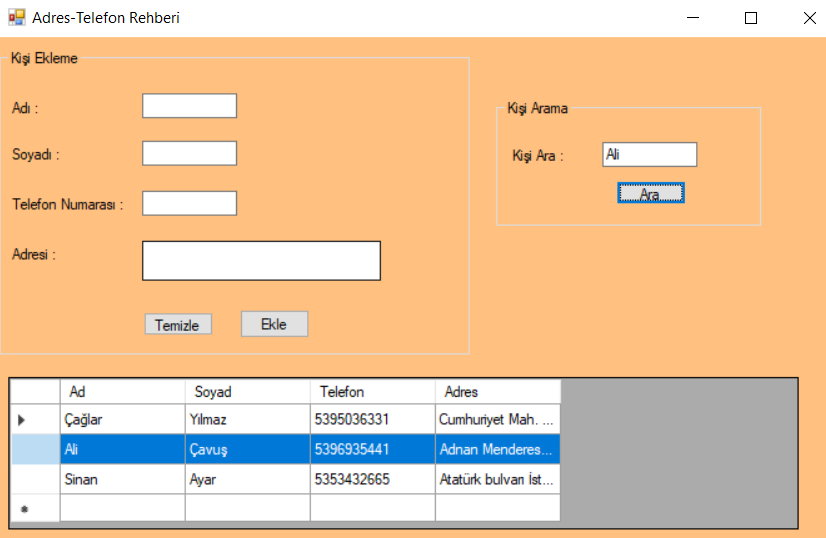 Adres-Telefon Rehberi
Kişi Ekleme
Adı :
Soyadı :
Telefon Numarası :
Adresi :
Temizle Ekle
Kişi Arama
Kişi Ara : Ali
Ara
Ad Soyad Telefon Adres
Çağlar Yılmaz 5395036331 Cumhuriyet Mah. ...
Ali Çavuş 5396935441 Adnan Menderes...
Sinan Ayar 5353432665 Atatürk bulvarı İst...